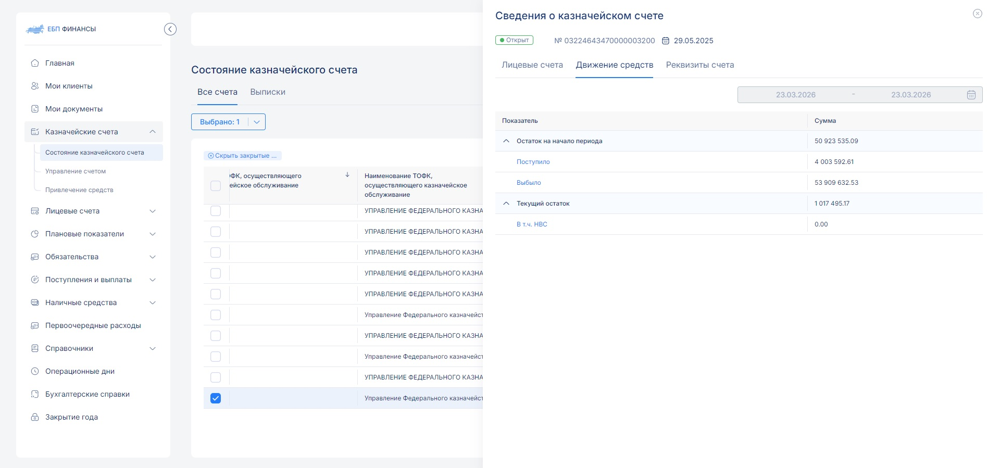 ЕБП ФИНАНСЫ
Главная
Мои клиенты
Мои документы
Казначейские счета
Состояние казначейского счета
Управление счетом
Привлечение средств
Лицевые счета
Плановые показатели
Обязательства
Поступления и выплаты
Наличные средства
Первоочередные расходы
Справочники
Операционные дни
Бухгалтерские справки
Закрытие года
Состояние казначейского счета
Все счета
Выписки
Выбрано: 1
Скрыть закрытые ...
ОФК, осуществляющего
ейское обслуживание
Наименование ТОФК,
осуществляющего казначейское
обслуживание
УПРАВЛЕНИЕ ФЕДЕРАЛЬНОГО КАЗНА
УПРАВЛЕНИЕ ФЕДЕРАЛЬНОГО КАЗНА
УПРАВЛЕНИЕ ФЕДЕРАЛЬНОГО КАЗНА
УПРАВЛЕНИЕ ФЕДЕРАЛЬНОГО КАЗНА
УПРАВЛЕНИЕ ФЕДЕРАЛЬНОГО КАЗНА
Управление Федерального казначейст
УПРАВЛЕНИЕ ФЕДЕРАЛЬНОГО КАЗНА
Управление Федерального казначейст
УПРАВЛЕНИЕ ФЕДЕРАЛЬНОГО КАЗНА
Управление Федерального казначейст
Сведения о казначейском счете
Открыт
№ 03224643470000003200
29.05.2025
Лицевые счета
Движение средств
Реквизиты счета
23.03.2026 - 23.03.2026
Показатель
Сумма
Остаток на начало периода
50 923 535.09
Поступило
4 003 592.61
Выбыло
53 909 632.53
Текущий остаток
1 017 495.17
В т.ч. НВС
0.00